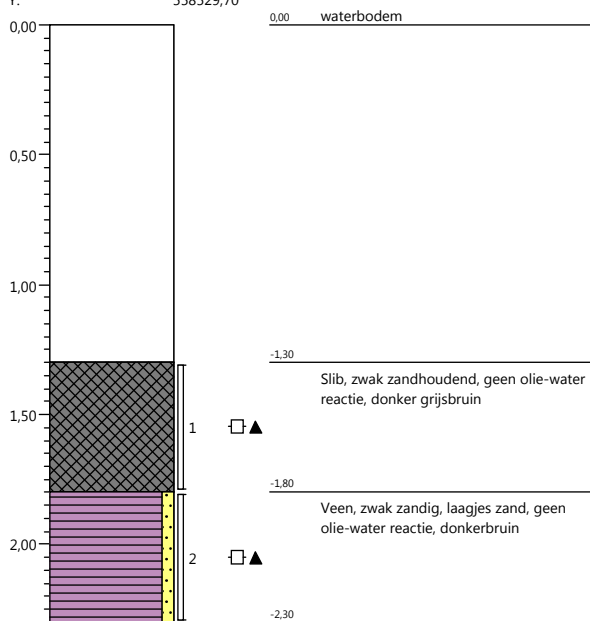 0,00
0,00 waterbodem
0,50
1,00
-1,30
Slib, zwak zandhoudend, geen olie-water
reactie, donker grijsbruin
1,50
1
-1,80
Veen, zwak zandig, laagjes zand, geen
olie-water reactie, donkerbruin
2,00
2
-2,30